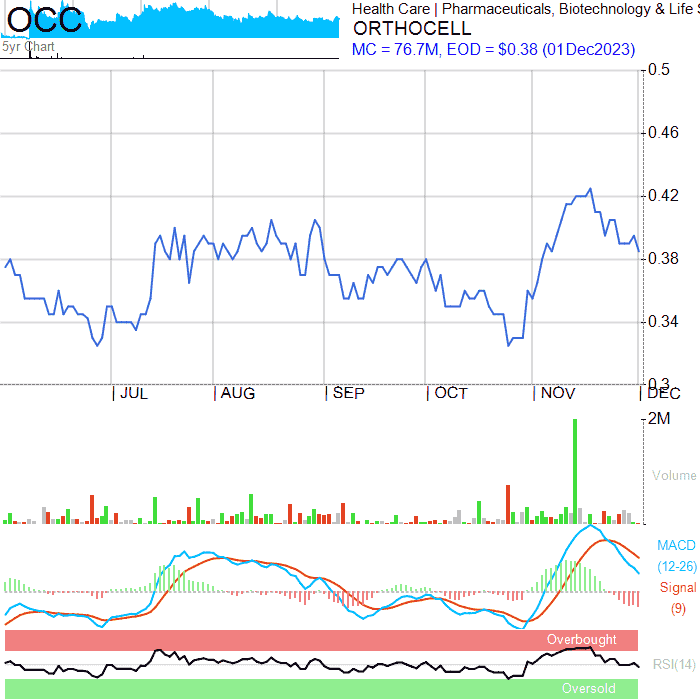 OCC
5yr Chart
Health Care | Pharmaceuticals, Biotechnology & Life S
ORTHOCELL
MC = 76.7M, EOD = $0.38 (01Dec2023)
0.5
0.46
0.42
0.38
0.34
0.3
JUL AUG SEP OCT NOV DEC
2M
Volume
MACD
(12-26)
Signal
(9)
Overbought
RSI(14)
Oversold